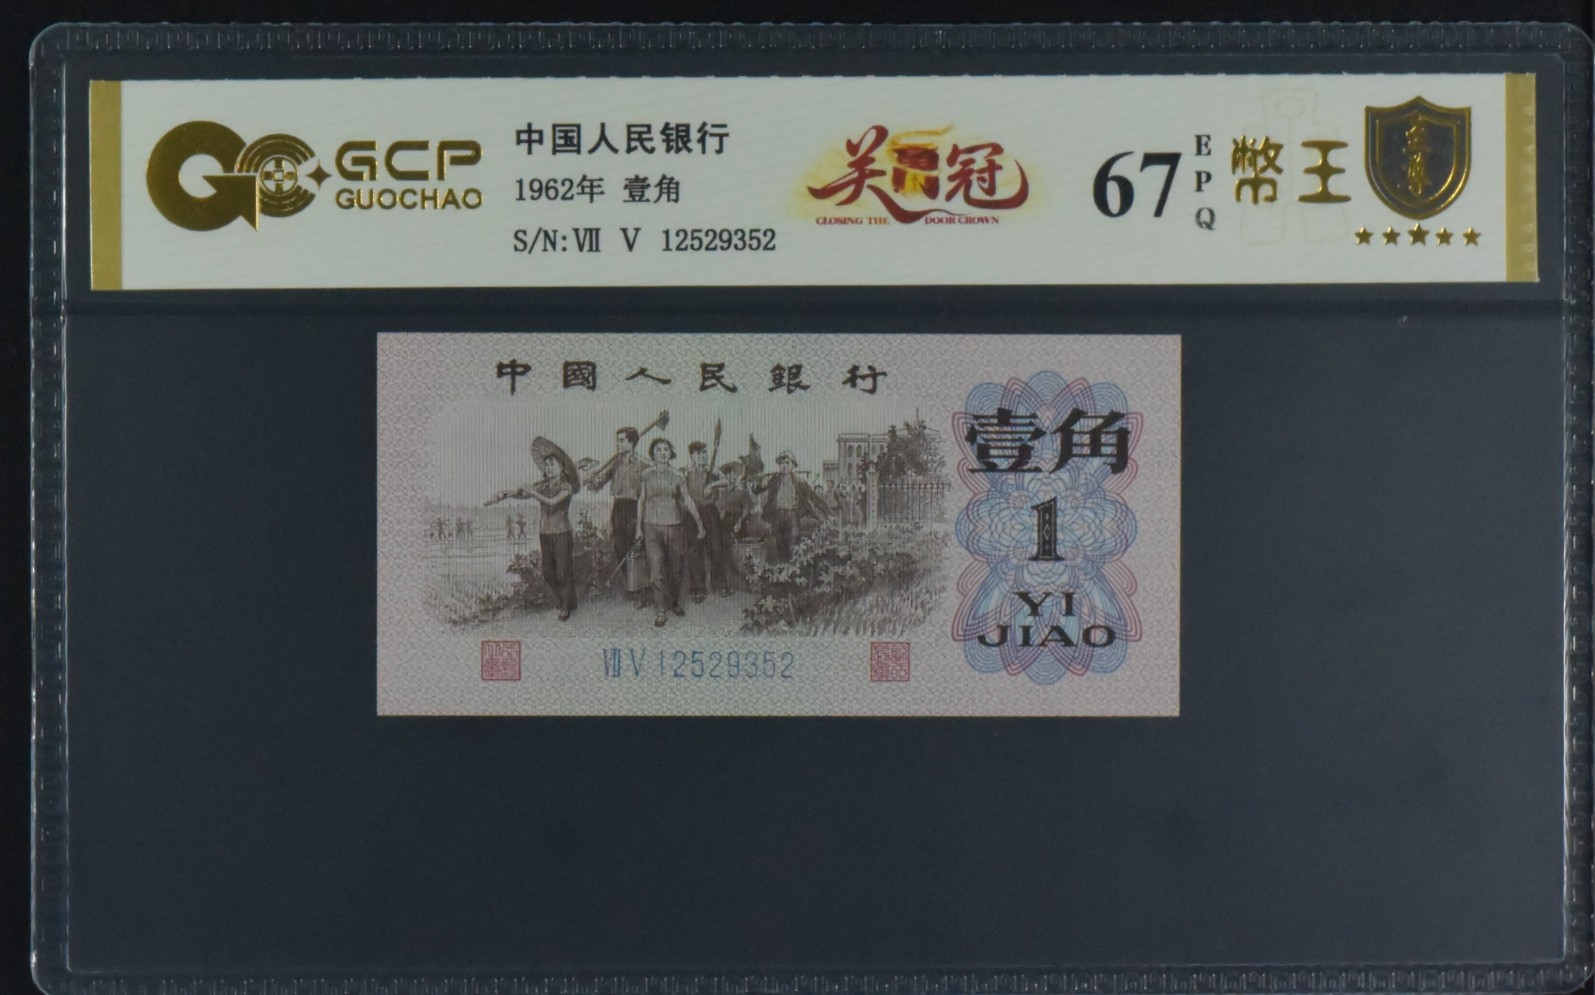 GCP
GUOCHAO
中国人民银行
1962年 壹角
S/N:Ⅶ V 12529352
关门冠
CLOSING THE DOOR CROWN
67
EPQ
幣王
★★★★★
中國人民銀行
壹角
1
YI
JIAO
Ⅶ V 12529352